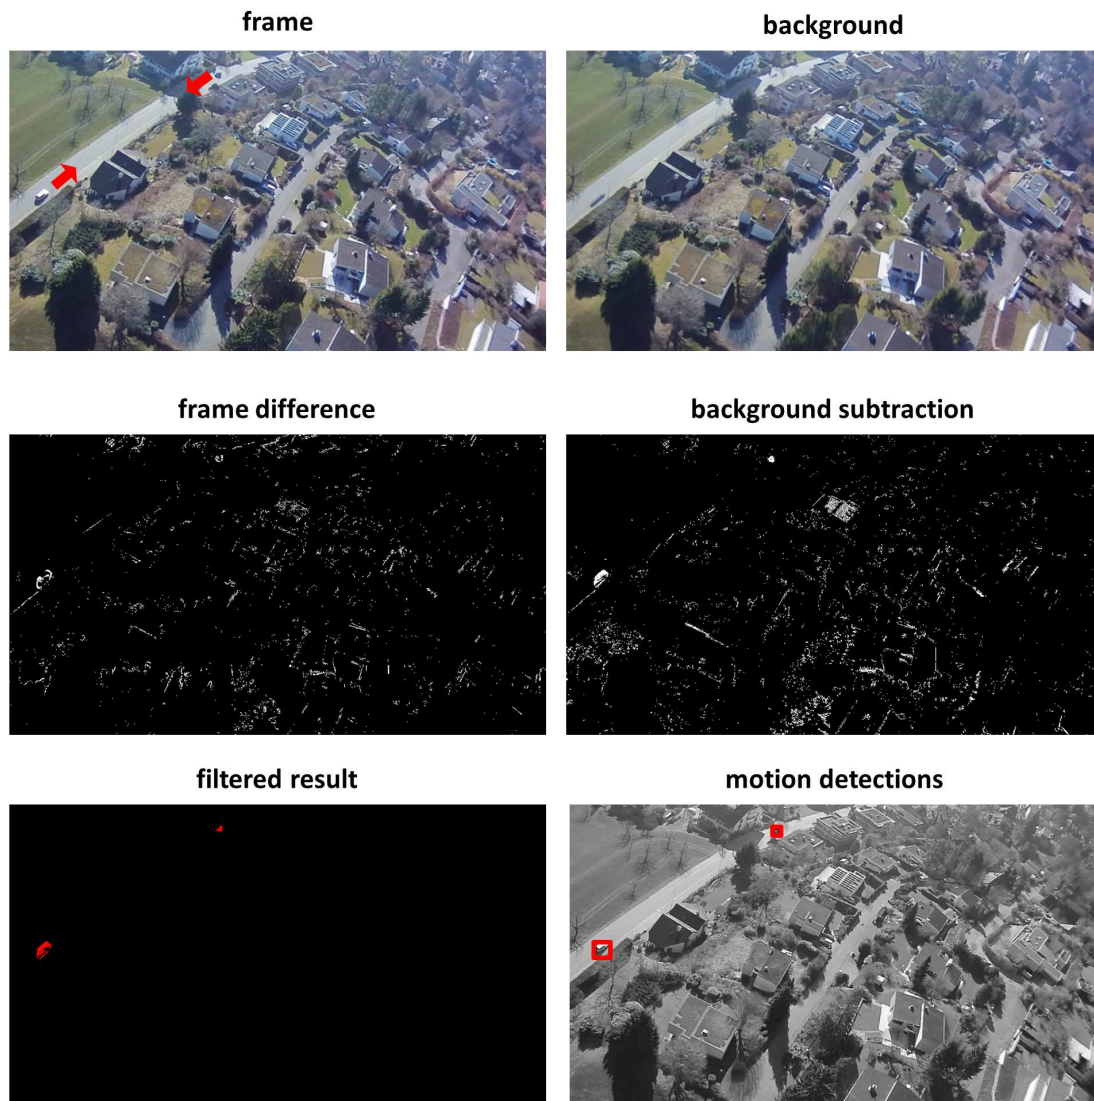 frame
background
frame difference
background subtraction
filtered result
motion detections